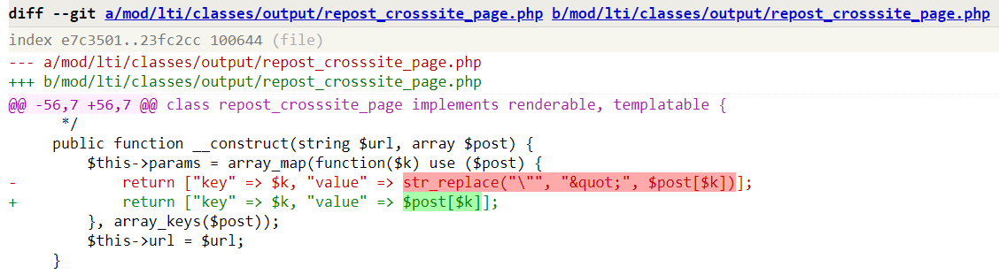 diff --git a/mod/lti/classes/output/repost_crosssite_page.php b/mod/lti/classes/output/repost_crosssite_page.php
index e7c3501..23fc2cc 100644 (file)
--- a/mod/lti/classes/output/repost_crosssite_page.php
+++ b/mod/lti/classes/output/repost_crosssite_page.php
@@ -56,7 +56,7 @@ class repost_crosssite_page implements renderable, templatable {
      */
     public function __construct(string $url, array $post) {
         $this->params = array_map(function($k) use ($post) {
-            return ["key" => $k, "value" => str_replace("\"", "&quot;", $post[$k])];
+            return ["key" => $k, "value" => $post[$k]];
         }, array_keys($post));
         $this->url = $url;
     }